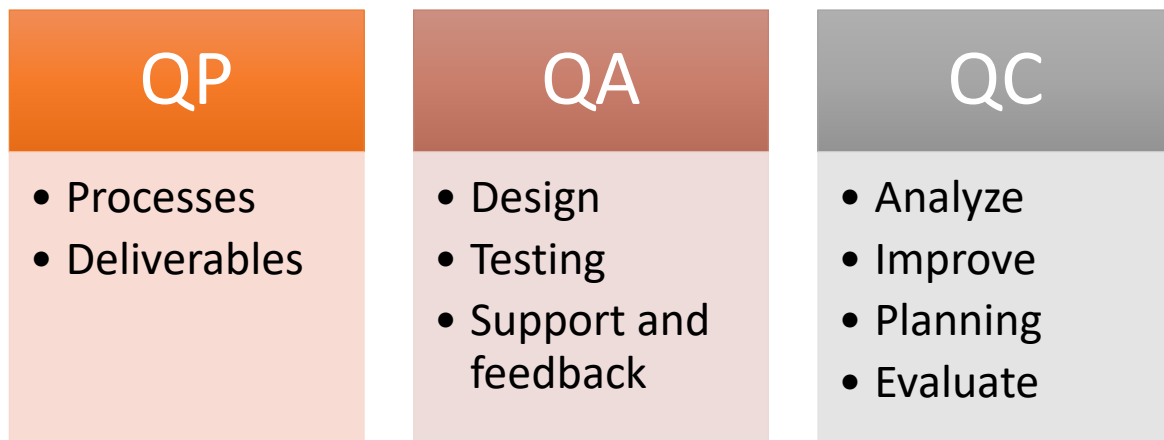 QP
• Processes
• Deliverables
QA
• Design
• Testing
• Support and
feedback
QC
• Analyze
• Improve
• Planning
• Evaluate